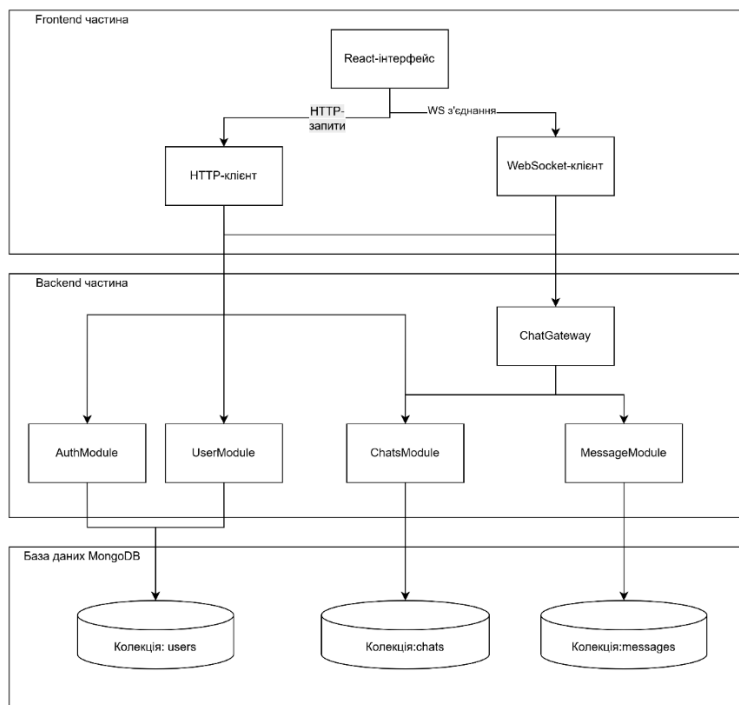 Frontend частина
React-інтерфейс
HTTP-
запити
WS з'єднання
HTTP-клієнт
WebSocket-клієнт
Backend частина
ChatGateway
AuthModule
UserModule
ChatsModule
MessageModule
База даних MongoDB
Колекція: users
Колекція:chats
Колекція:messages